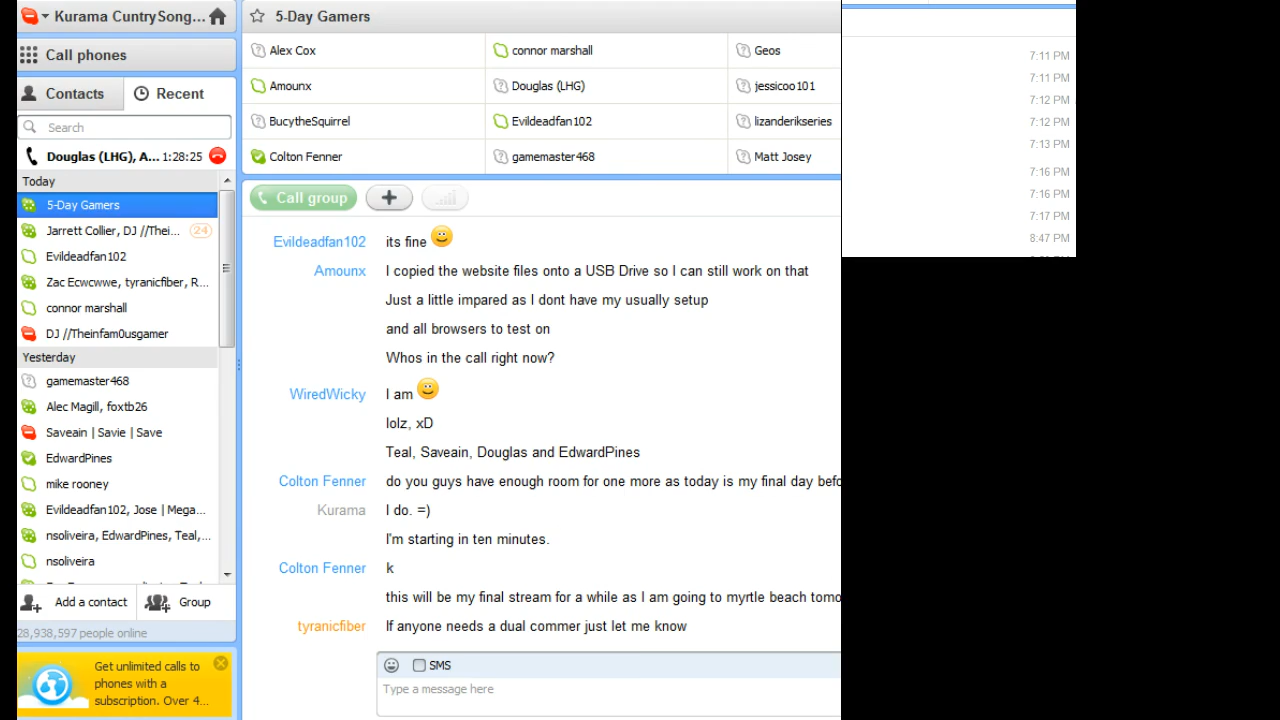 Kurama CuntrySong...
Call phones
Contacts
Recent
Search
Douglas (LHG), A... 1:28:25
Today
5-Day Gamers
Jarrett Collier, DJ //Thei... 24
Evildeadfan102
Zac Ecwcwwe, tyranicfiber, R...
connor marshall
DJ //Theinfam0usgamer
Yesterday
gamemaster468
Alec Magill, foxtb26
Saveain | Savie | Save
EdwardPines
mike rooney
Evildeadfan102, Jose | Mega...
nsoliveira, EdwardPines, Teal,...
nsoliveira
Add a contact
Group
28,938,597 people online
Get unlimited calls to
phones with a
subscription. Over 4...
5-Day Gamers
Alex Cox
connor marshall
Geos
Amounx
Douglas (LHG)
jessicoo101
BucytheSquirrel
Evildeadfan102
lizanderikseries
Colton Fenner
gamemaster468
Matt Josey
Call group
Evildeadfan102 its fine
Amounx I copied the website files onto a USB Drive so I can still work on that
Just a little impared as I dont have my usually setup
and all browsers to test on
Whos in the call right now?
WiredWicky I am
lolz, xD
Teal, Saveain, Douglas and EdwardPines
Colton Fenner do you guys have enough room for one more as today is my final day befo
Kurama I do. =)
I'm starting in ten minutes.
Colton Fenner k
this will be my final stream for a while as I am going to myrtle beach tomo
tyranicfiber If anyone needs a dual commer just let me know
SMS
Type a message here
7:11 PM
7:11 PM
7:12 PM
7:12 PM
7:13 PM
7:16 PM
7:16 PM
7:17 PM
8:47 PM